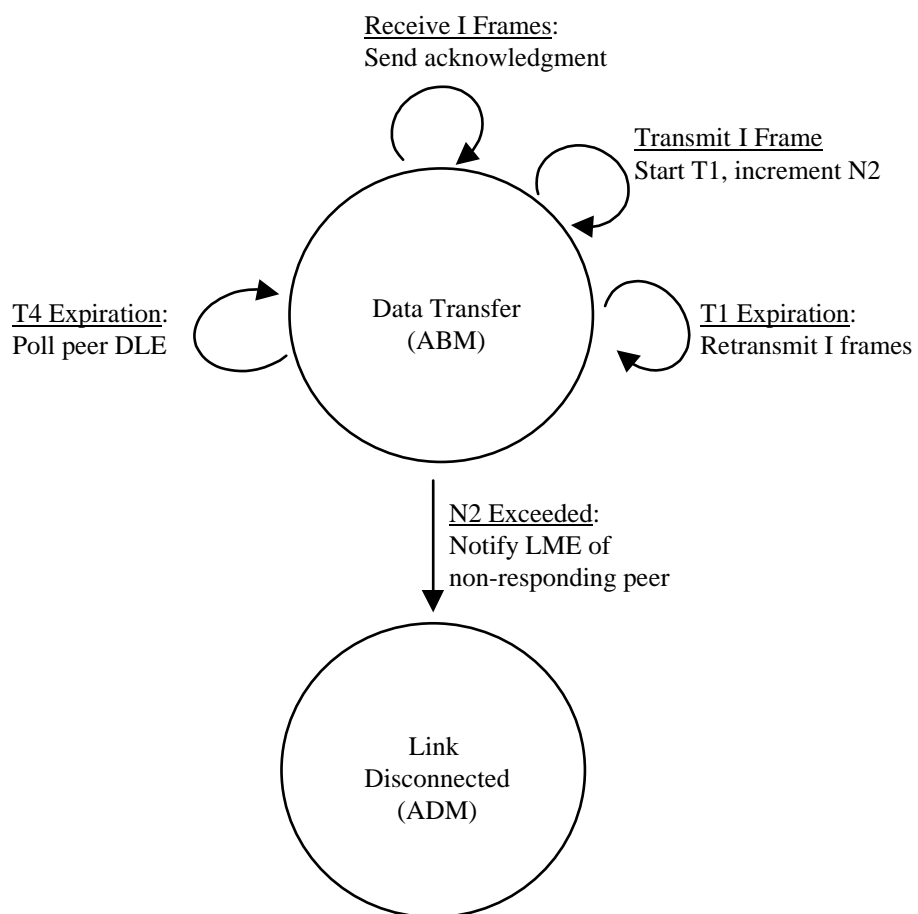 Receive I Frames:
Send acknowledgment
Transmit I Frame
Start T1, increment N2
T4 Expiration:
Poll peer DLE
Data Transfer
(ABM)
T1 Expiration:
Retransmit I frames
N2 Exceeded:
Notify LME of
non-responding peer
Link
Disconnected
(ADM)